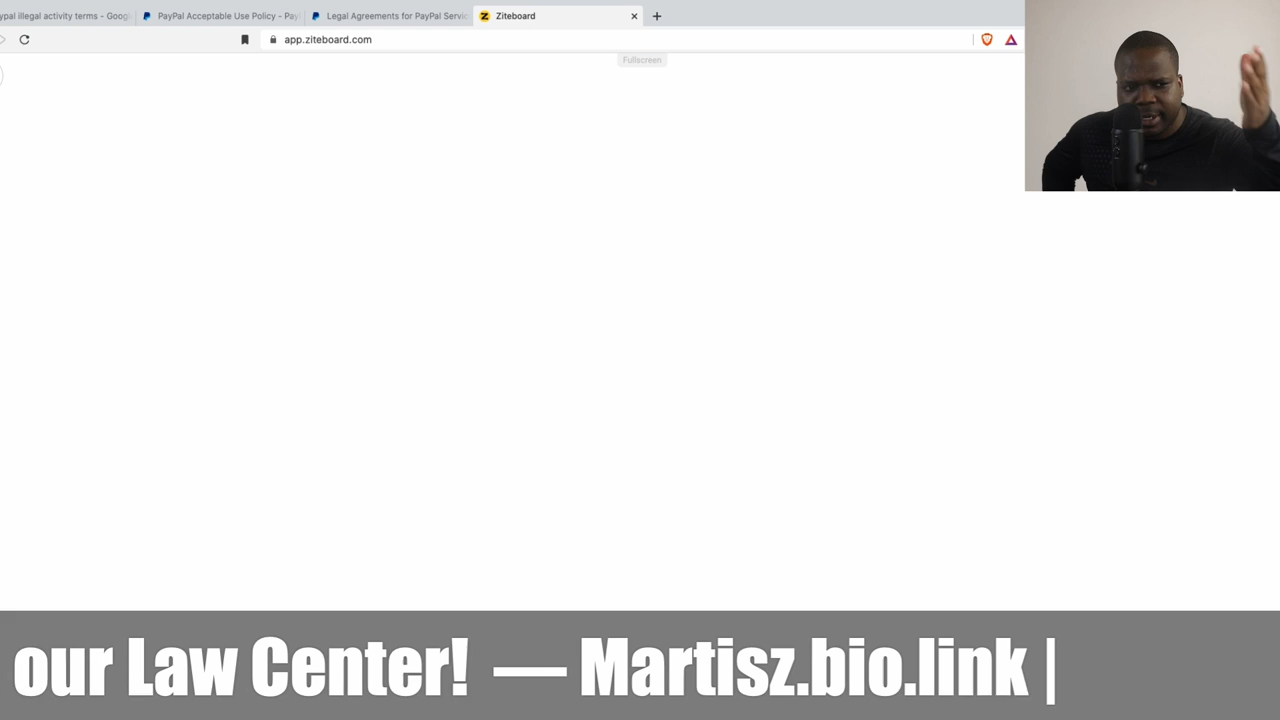 ypal illegal activity terms - Goog
PayPal Acceptable Use Policy - Pay
Legal Agreements for PayPal Servic
Ziteboard
app.ziteboard.com
Fullscreen
our Law Center! — Martisz.bio.link |